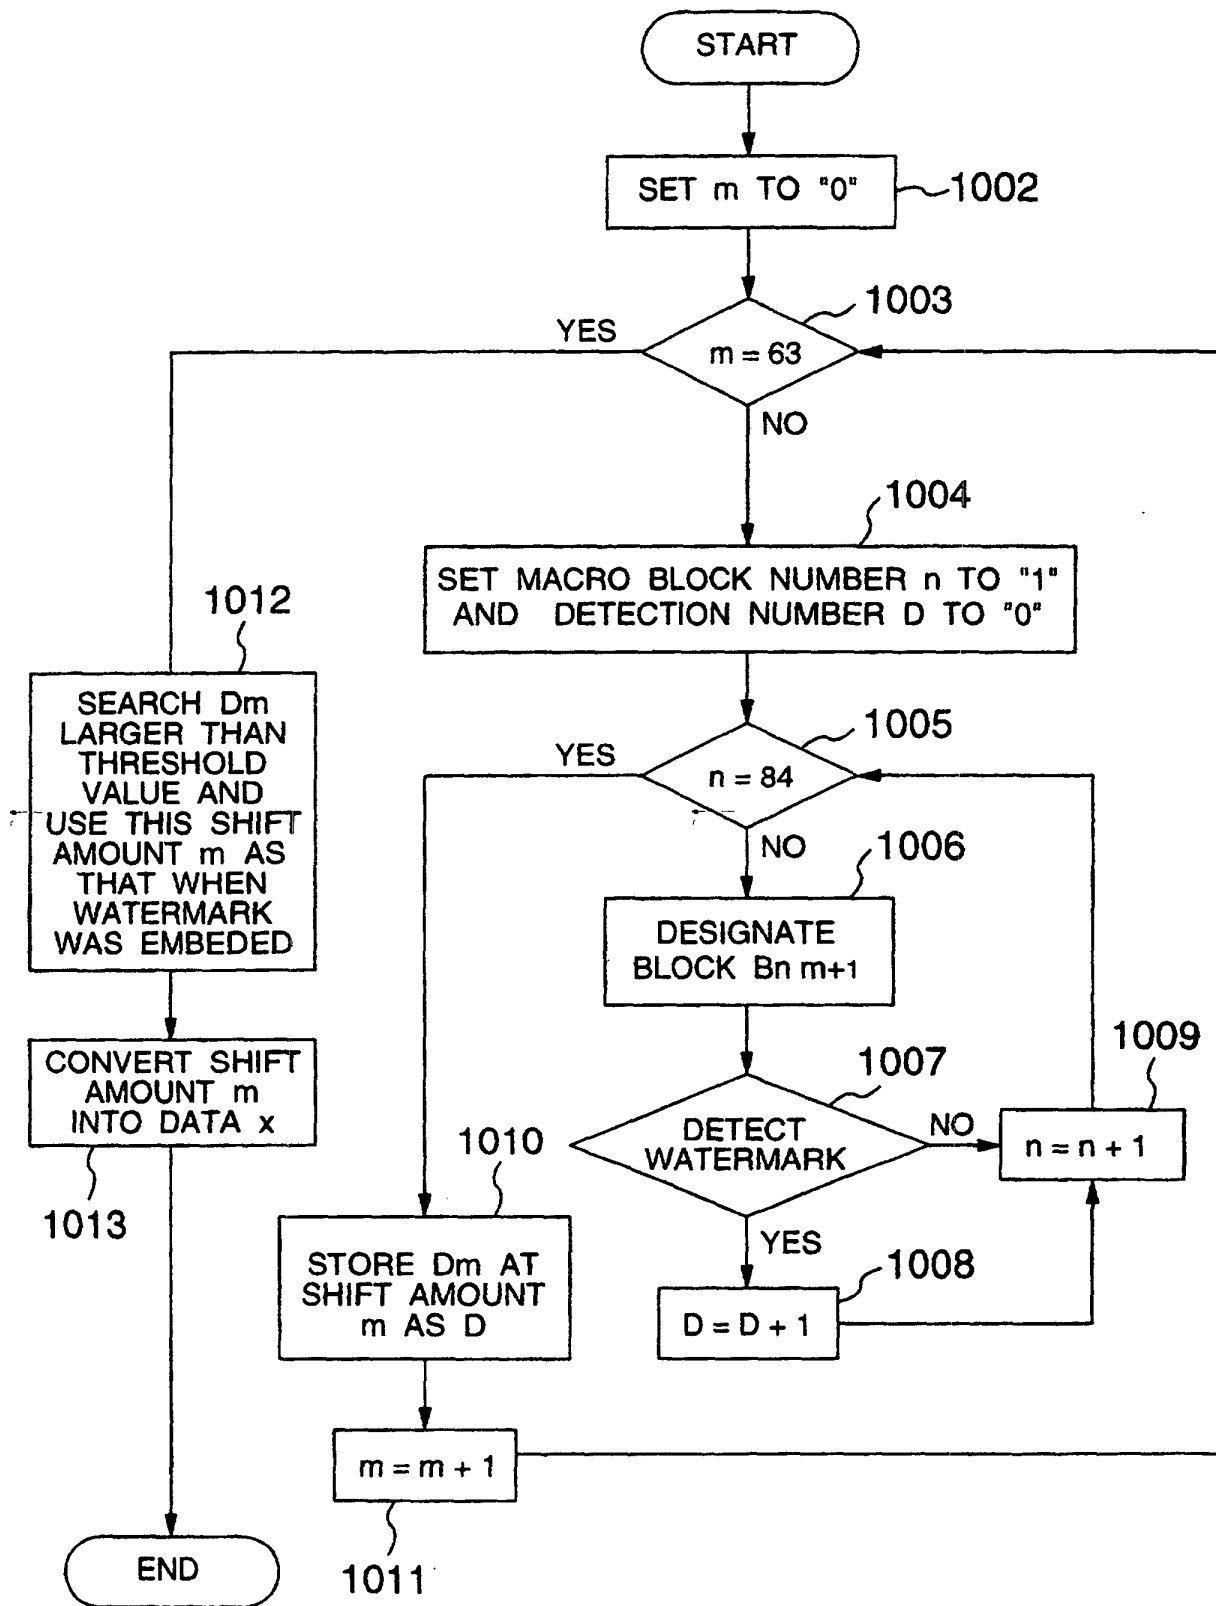 START
SET m TO "0"
1002
1003
m = 63
YES
NO
1004
SET MACRO BLOCK NUMBER n TO "1"
AND DETECTION NUMBER D TO "0"
1012
SEARCH Dm
LARGER THAN
THRESHOLD
VALUE AND
USE THIS SHIFT
AMOUNT m AS
THAT WHEN
WATERMARK
WAS EMBEDED
1005
n = 84
YES
NO
1006
DESIGNATE
BLOCK Bn m+1
1007
DETECT
WATERMARK
NO
YES
1009
n = n + 1
1008
D = D + 1
CONVERT SHIFT
AMOUNT m
INTO DATA x
1013
1010
STORE Dm AT
SHIFT AMOUNT
m AS D
m = m + 1
1011
END